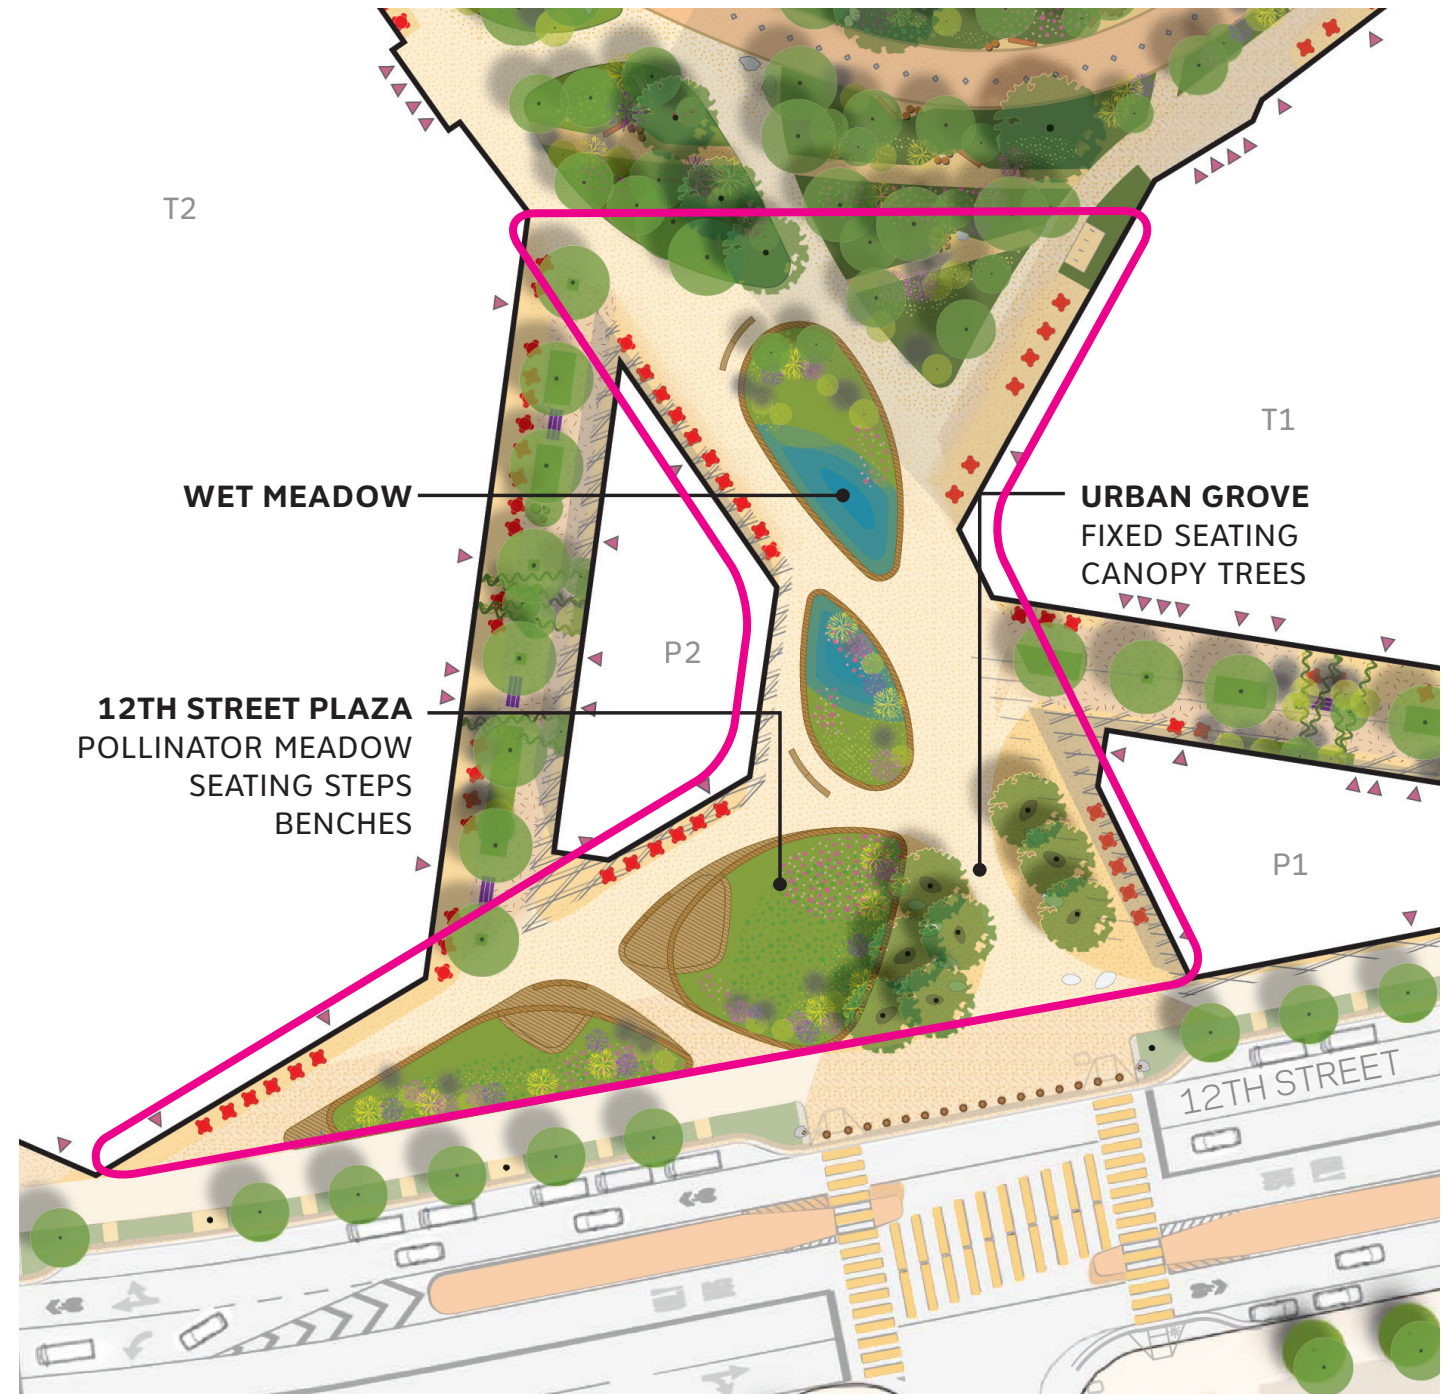 T2
T1
WET MEADOW
URBAN GROVE
FIXED SEATING
CANOPY TREES
P2
12TH STREET PLAZA
POLLINATOR MEADOW
SEATING STEPS
BENCHES
P1
12TH STREET